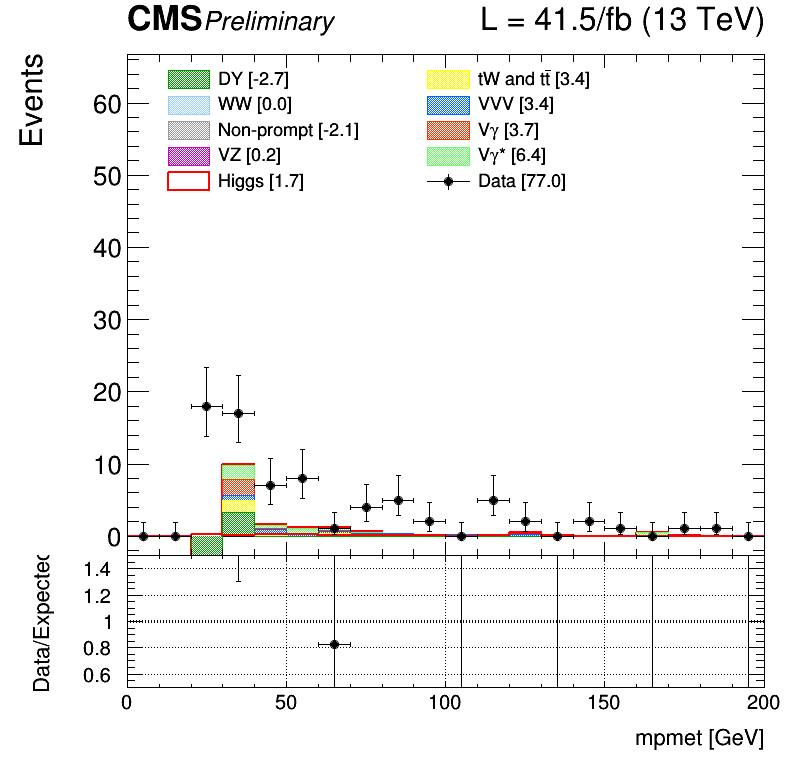 CMS Preliminary L = 41.5/fb (13 TeV)
Events
DY [-2.7]
WW [0.0]
Non-prompt [-2.1]
VZ [0.2]
Higgs [1.7]
tW and tt̄ [3.4]
VVV [3.4]
Vγ [3.7]
Vγ* [6.4]
Data [77.0]
60
50
40
30
20
10
0
Data/Expected
1.4
1.2
1
0.8
0.6
0 50 100 150 200
mpmet [GeV]